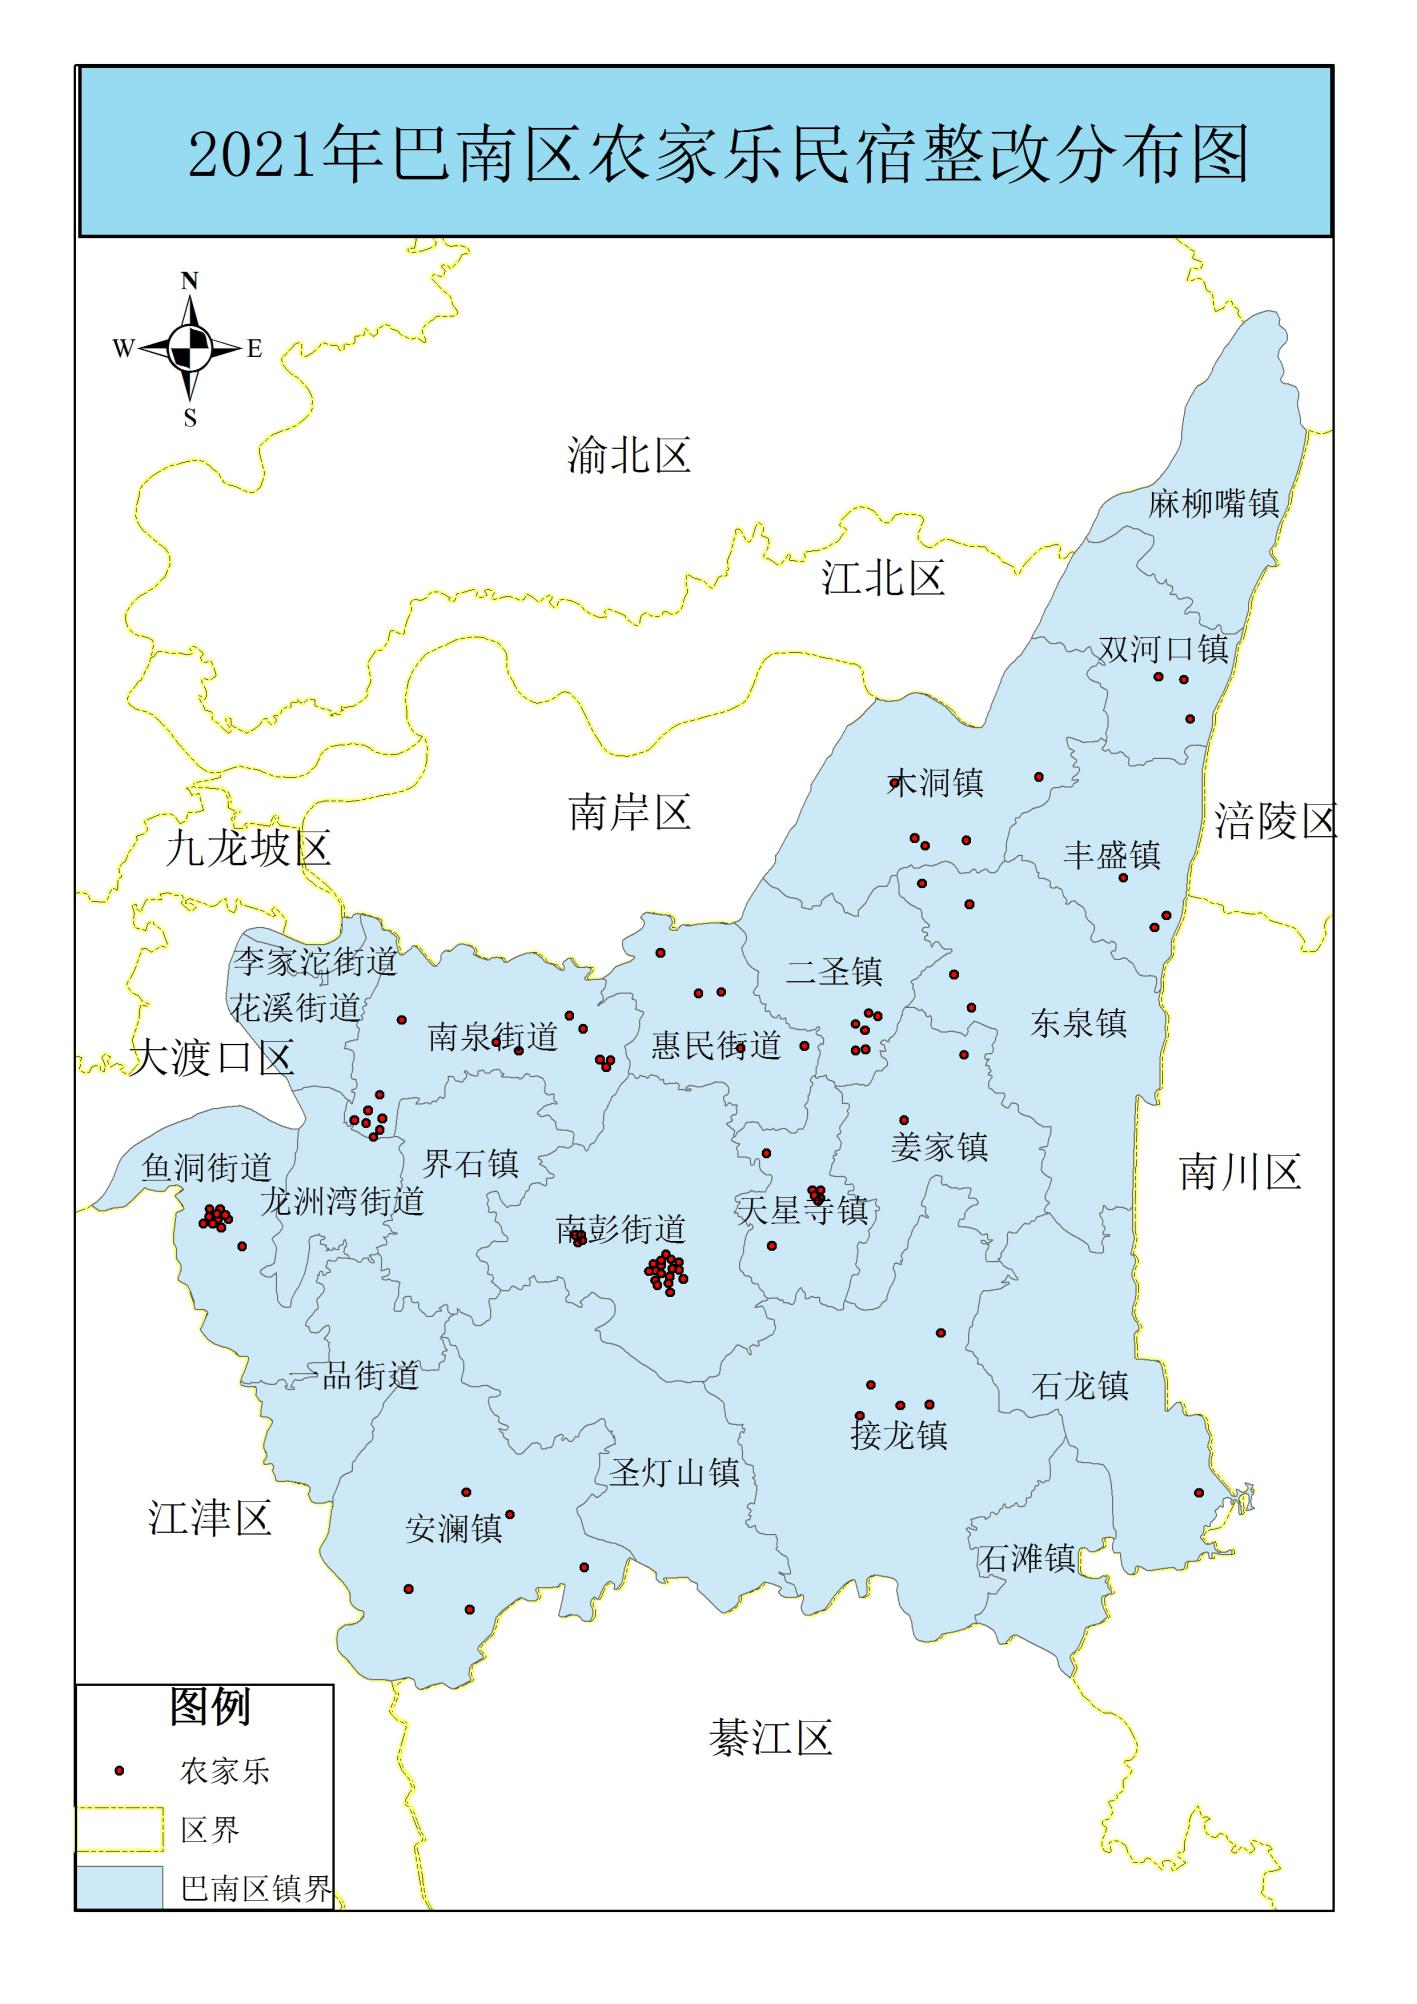 2021年巴南区农家乐民宿整改分布图
N
W
E
S
渝北区
麻柳嘴镇
江北区
双河口镇
木洞镇
南岸区
涪陵区
九龙坡区
丰盛镇
李家沱街道
二圣镇
花溪街道
东泉镇
南泉街道
惠民街道
大渡口区
姜家镇
界石镇
鱼洞街道
南川区
龙洲湾街道
天星寺镇
南彭街道
一品街道
石龙镇
接龙镇
圣灯山镇
江津区
安澜镇
石滩镇
綦江区
图例
农家乐
区界
巴南区镇界